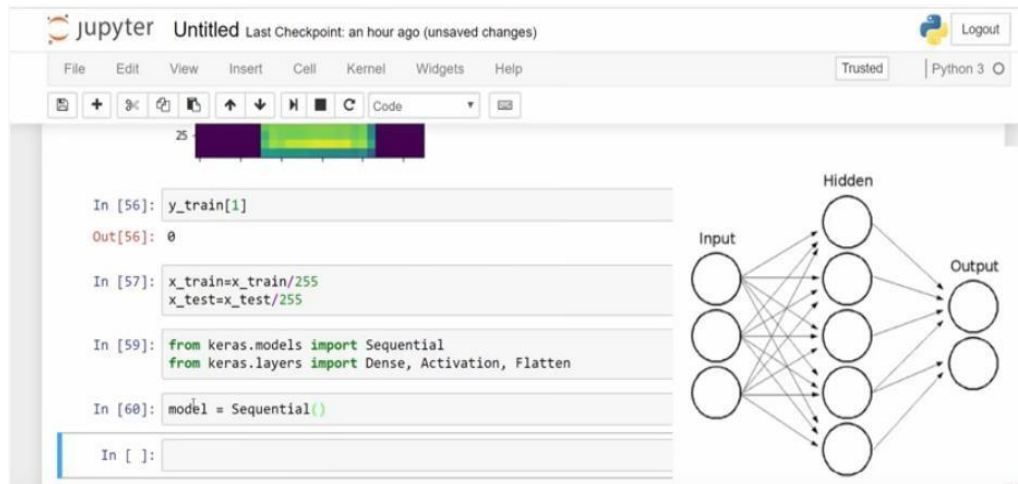 jupyter Untitled Last Checkpoint: an hour ago (unsaved changes)
Logout
File Edit View Insert Cell Kernel Widgets Help
Trusted Python 3
Code
25
In [56]: y_train[1]
Out[56]: 0
In [57]: x_train=x_train/255
x_test=x_test/255
In [59]: from keras.models import Sequential
from keras.layers import Dense, Activation, Flatten
In [60]: model = Sequential()
In [ ]:
Hidden
Input
Output